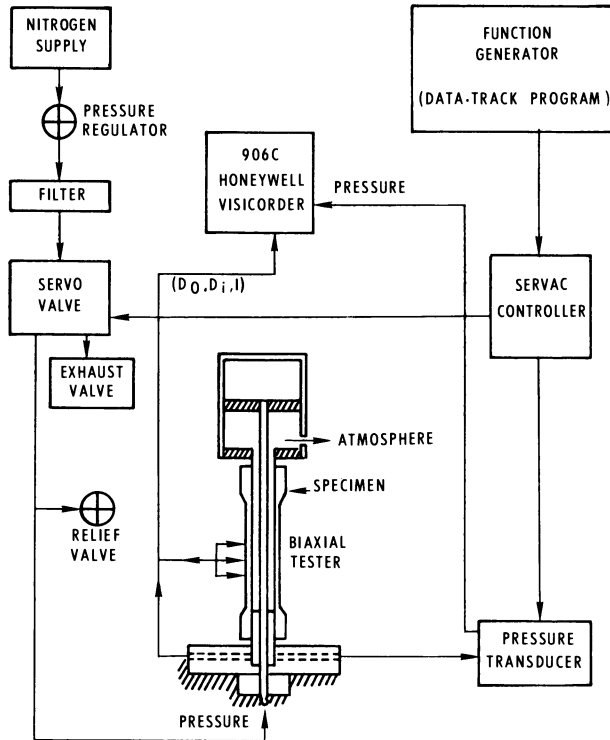 NITROGEN
SUPPLY
PRESSURE
REGULATOR
FILTER
SERVO
VALVE
EXHAUST
VALVE
RELIEF
VALVE
906C
HONEYWELL
VISICORDER
PRESSURE
(DO,Di,l)
FUNCTION
GENERATOR
(DATA-TRACK PROGRAM)
SERVAC
CONTROLLER
ATMOSPHERE
SPECIMEN
BIAXIAL
TESTER
PRESSURE
TRANSDUCER
PRESSURE